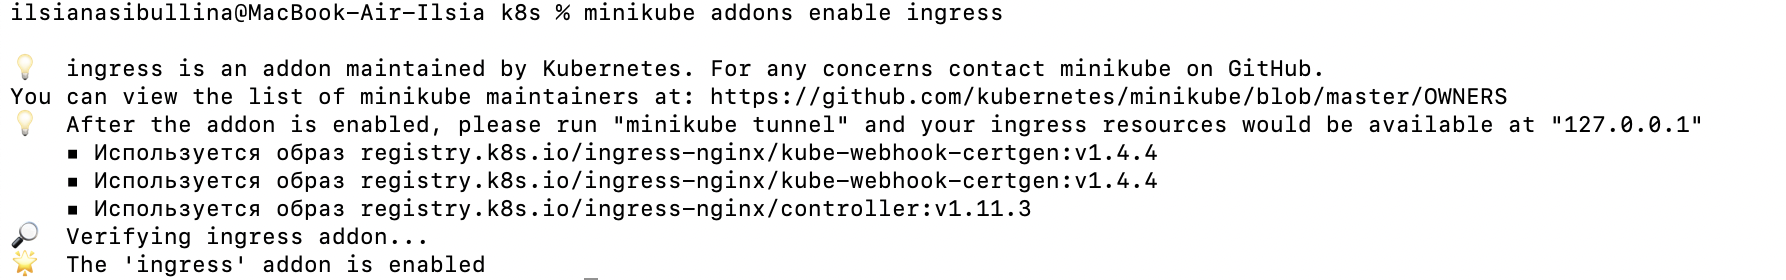 ilsianasibullina@MacBook-Air-Ilsia k8s % minikube addons enable ingress
💡 ingress is an addon maintained by Kubernetes. For any concerns contact minikube on GitHub.
You can view the list of minikube maintainers at: https://github.com/kubernetes/minikube/blob/master/OWNERS
💡 After the addon is enabled, please run "minikube tunnel" and your ingress resources would be available at "127.0.0.1"
▪ Используется образ registry.k8s.io/ingress-nginx/kube-webhook-certgen:v1.4.4
▪ Используется образ registry.k8s.io/ingress-nginx/kube-webhook-certgen:v1.4.4
▪ Используется образ registry.k8s.io/ingress-nginx/controller:v1.11.3
🔎 Verifying ingress addon...
🌟 The 'ingress' addon is enabled